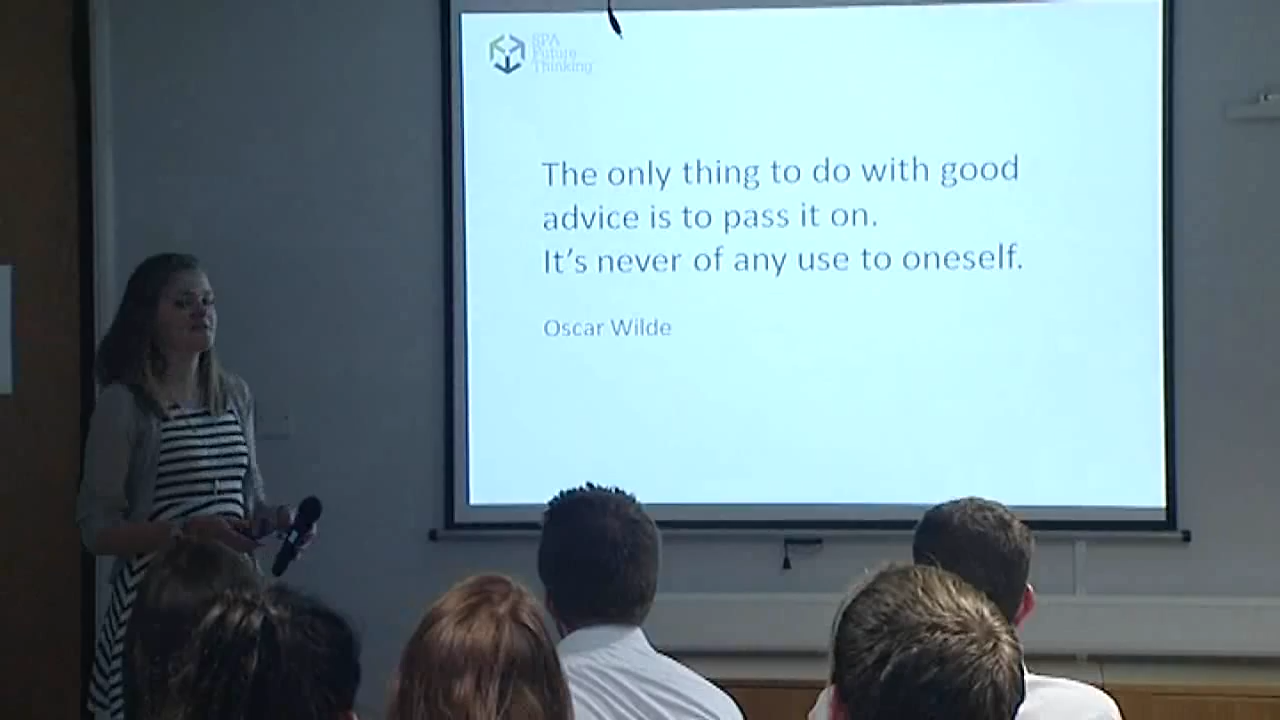 SPA
Future
Thinking
The only thing to do with good
advice is to pass it on.
It's never of any use to oneself.
Oscar Wilde